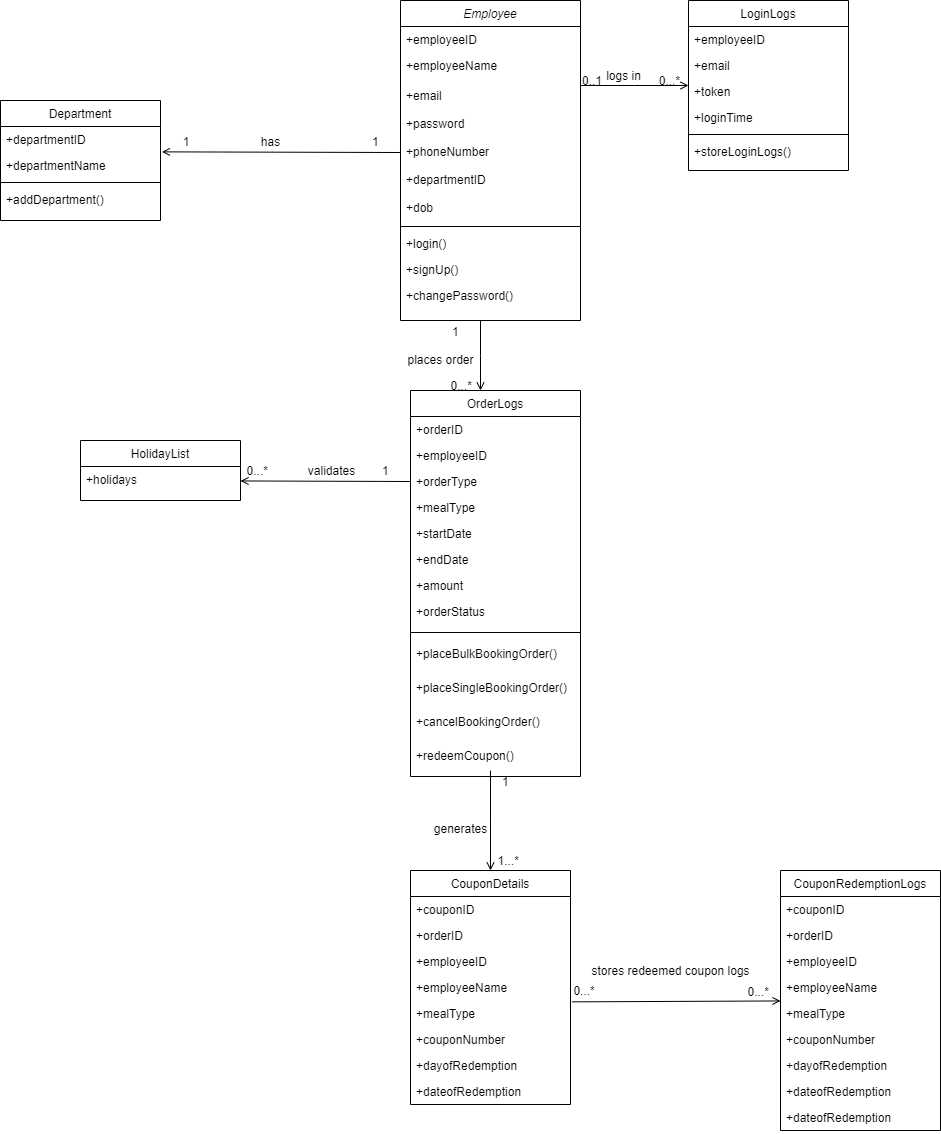 Employee
+employeeID
+employeeName
+email
+password
+phoneNumber
+departmentID
+dob
+login()
+signUp()
+changePassword()
LoginLogs
+employeeID
+email
+token
+loginTime
+storeLoginLogs()
0..1
logs in
0...*
Department
+departmentID
+departmentName
+addDepartment()
1
has
1
1
places order
0...*
OrderLogs
+orderID
+employeeID
+orderType
+mealType
+startDate
+endDate
+amount
+orderStatus
+placeBulkBookingOrder()
+placeSingleBookingOrder()
+cancelBookingOrder()
+redeemCoupon()
HolidayList
+holidays
0...*
validates
1
1
generates
1...*
CouponDetails
+couponID
+orderID
+employeeID
+employeeName
+mealType
+couponNumber
+dayofRedemption
+dateofRedemption
stores redeemed coupon logs
0...*
0...*
CouponRedemptionLogs
+couponID
+orderID
+employeeID
+employeeName
+mealType
+couponNumber
+dayofRedemption
+dateofRedemption
+dateofRedemption